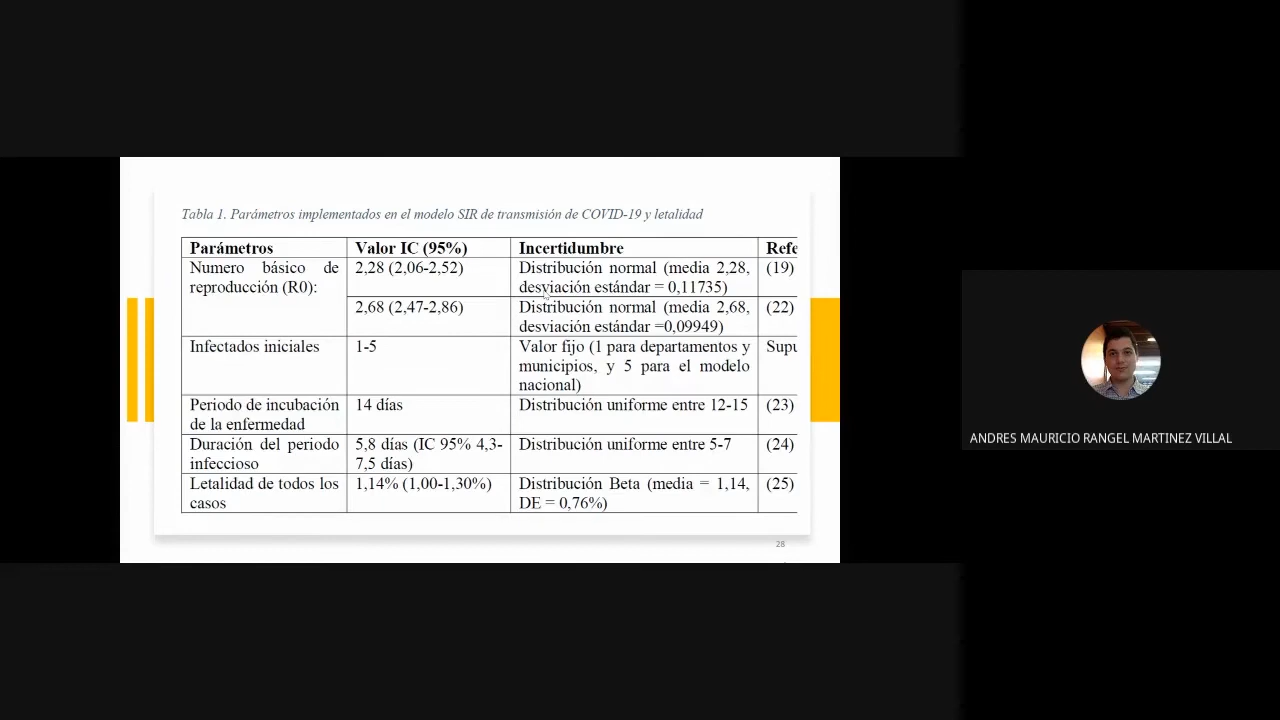 Tabla 1. Parámetros implementados en el modelo SIR de transmisión de COVID-19 y letalidad
Parámetros Valor IC (95%) Incertidumbre Refe
Numero básico de reproducción (R0): 2,28 (2,06-2,52) Distribución normal (media 2,28, desviación estándar = 0,11735) (19)
2,68 (2,47-2,86) Distribución normal (media 2,68, desviación estándar =0,09949) (22)
Infectados iniciales 1-5 Valor fijo (1 para departamentos y municipios, y 5 para el modelo nacional) Supu
Periodo de incubación de la enfermedad 14 días Distribución uniforme entre 12-15 (23)
Duración del periodo infeccioso 5,8 días (IC 95% 4,3-7,5 días) Distribución uniforme entre 5-7 (24)
Letalidad de todos los casos 1,14% (1,00-1,30%) Distribución Beta (media = 1,14, DE = 0,76%) (25)
28
ANDRES MAURICIO RANGEL MARTINEZ VILLAL